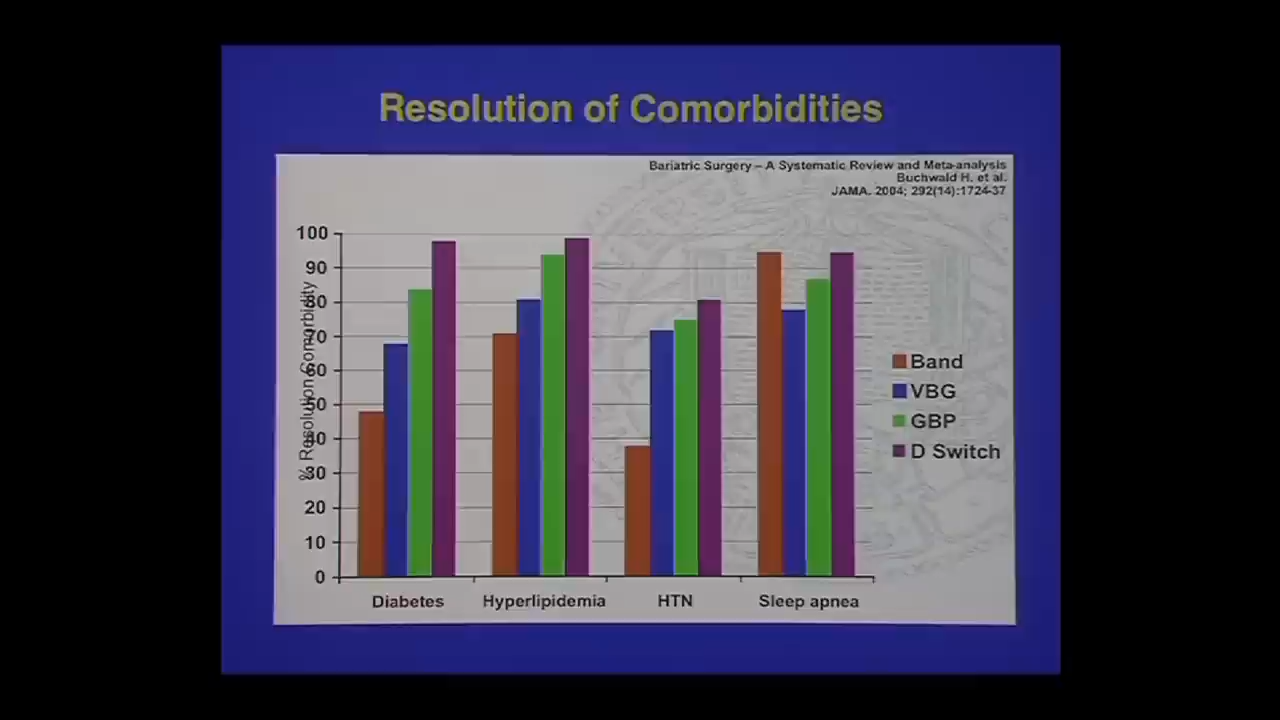 Resolution of Comorbidities
Bariatric Surgery – A Systematic Review and Meta-analysis
Buchwald H. et al.
JAMA. 2004; 292(14):1724-37
% Resolution Comorbidity
100
90
80
70
60
50
40
30
20
10
0
Diabetes Hyperlipidemia HTN Sleep apnea
Band
VBG
GBP
D Switch